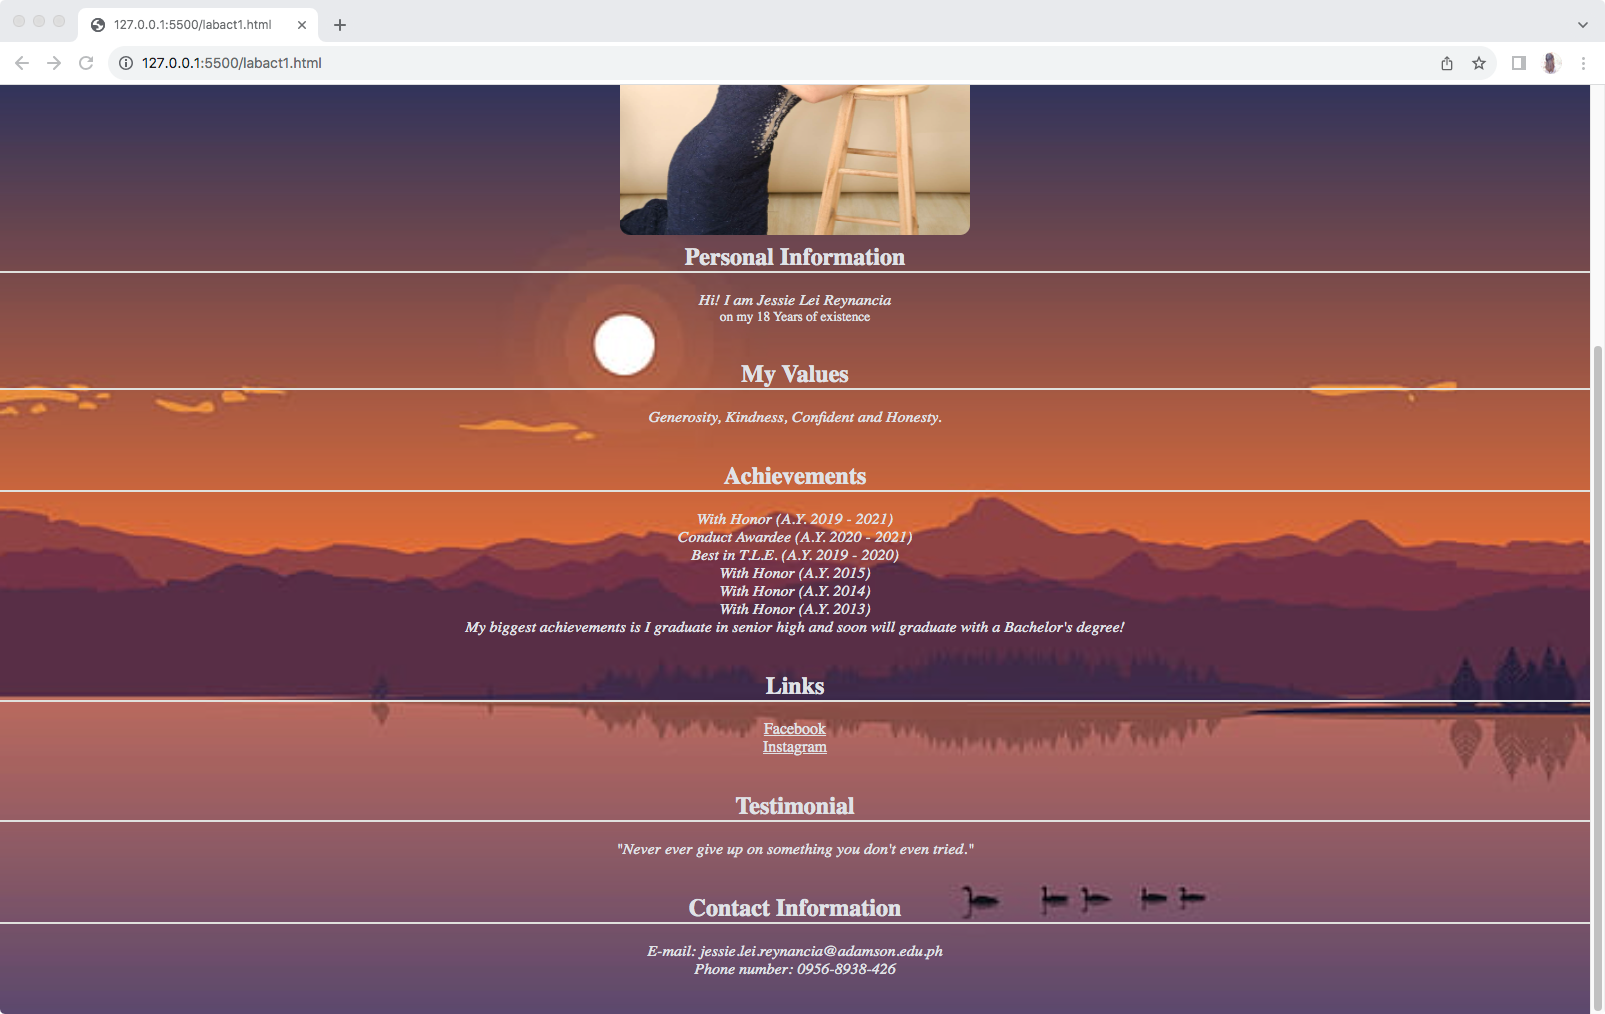 127.0.0.1:5500/labact1.html
127.0.0.1:5500/labact1.html
Personal Information
Hi! I am Jessie Lei Reynancia
on my 18 Years of existence
My Values
Generosity, Kindness, Confident and Honesty.
Achievements
With Honor (A.Y. 2019 - 2021)
Conduct Awardee (A.Y. 2020 - 2021)
Best in T.L.E. (A.Y. 2019 - 2020)
With Honor (A.Y. 2015)
With Honor (A.Y. 2014)
With Honor (A.Y. 2013)
My biggest achievements is I graduate in senior high and soon will graduate with a Bachelor's degree!
Links
Facebook
Instagram
Testimonial
"Never ever give up on something you don't even tried."
Contact Information
E-mail: jessie.lei.reynancia@adamson.edu.ph
Phone number: 0956-8938-426